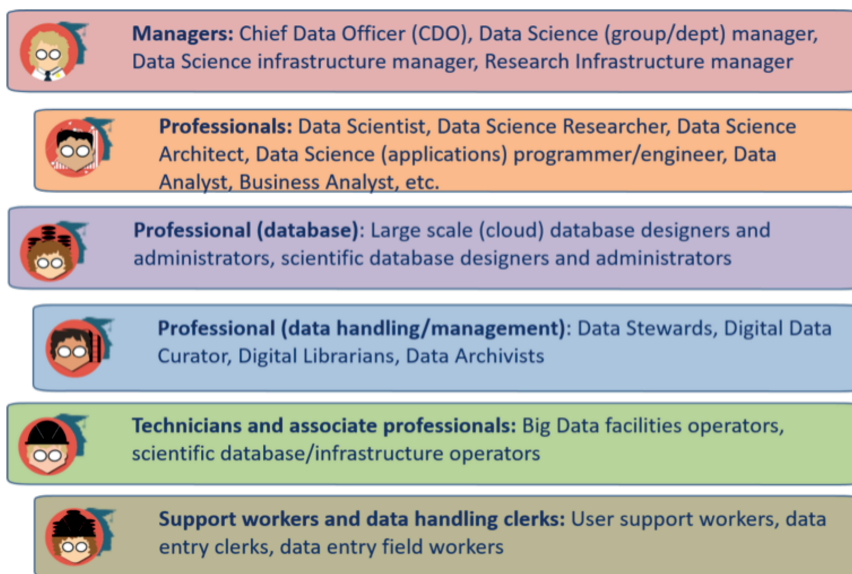 Managers: Chief Data Officer (CDO), Data Science (group/dept) manager,
Data Science infrastructure manager, Research Infrastructure manager
Professionals: Data Scientist, Data Science Researcher, Data Science
Architect, Data Science (applications) programmer/engineer, Data
Analyst, Business Analyst, etc.
Professional (database): Large scale (cloud) database designers and
administrators, scientific database designers and administrators
Professional (data handling/management): Data Stewards, Digital Data
Curator, Digital Librarians, Data Archivists
Technicians and associate professionals: Big Data facilities operators,
scientific database/infrastructure operators
Support workers and data handling clerks: User support workers, data
entry clerks, data entry field workers